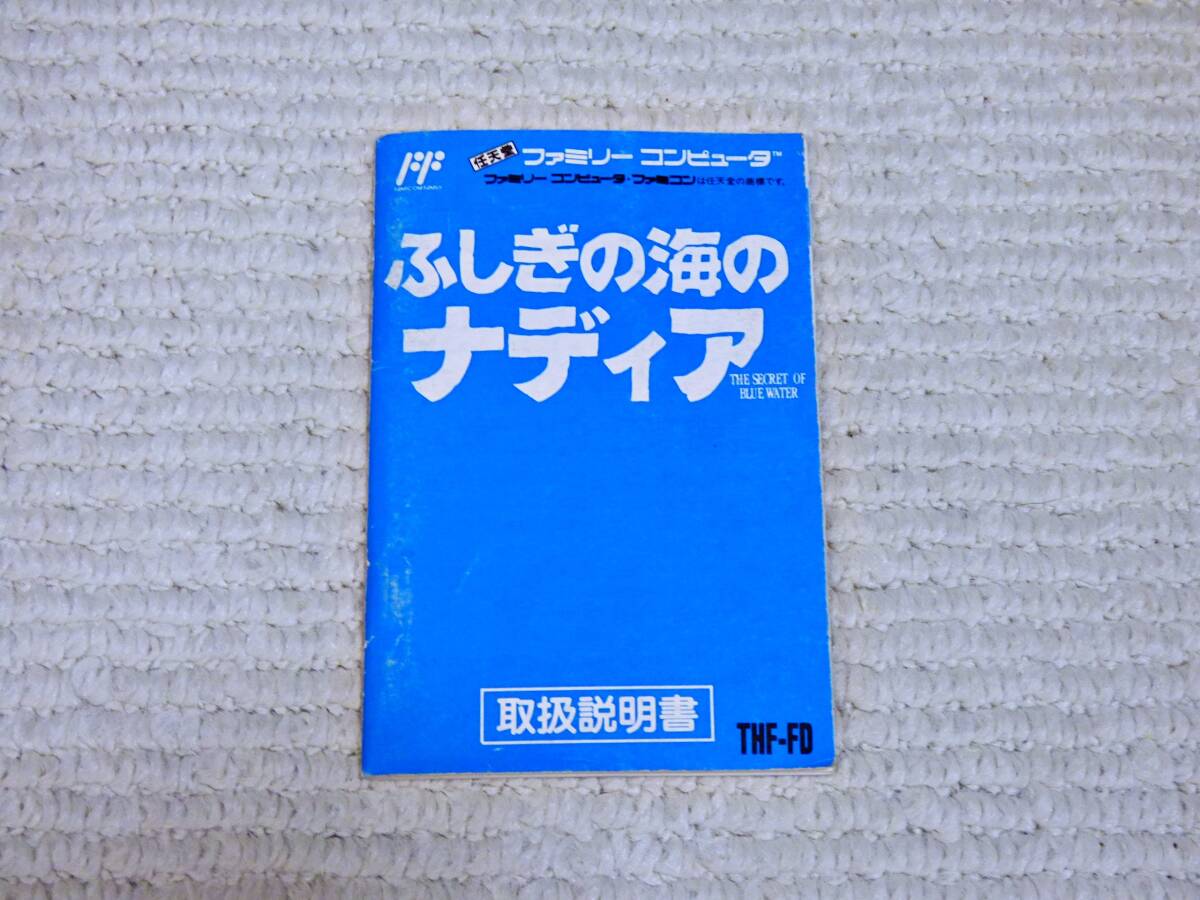 任天堂 ファミリー コンピュータ™
ファミリー コンピュータ・ファミコンは任天堂の商標です。
ふしぎの海の
ナディア
THE SECRET OF
BLUE WATER
取扱説明書
THF-FD